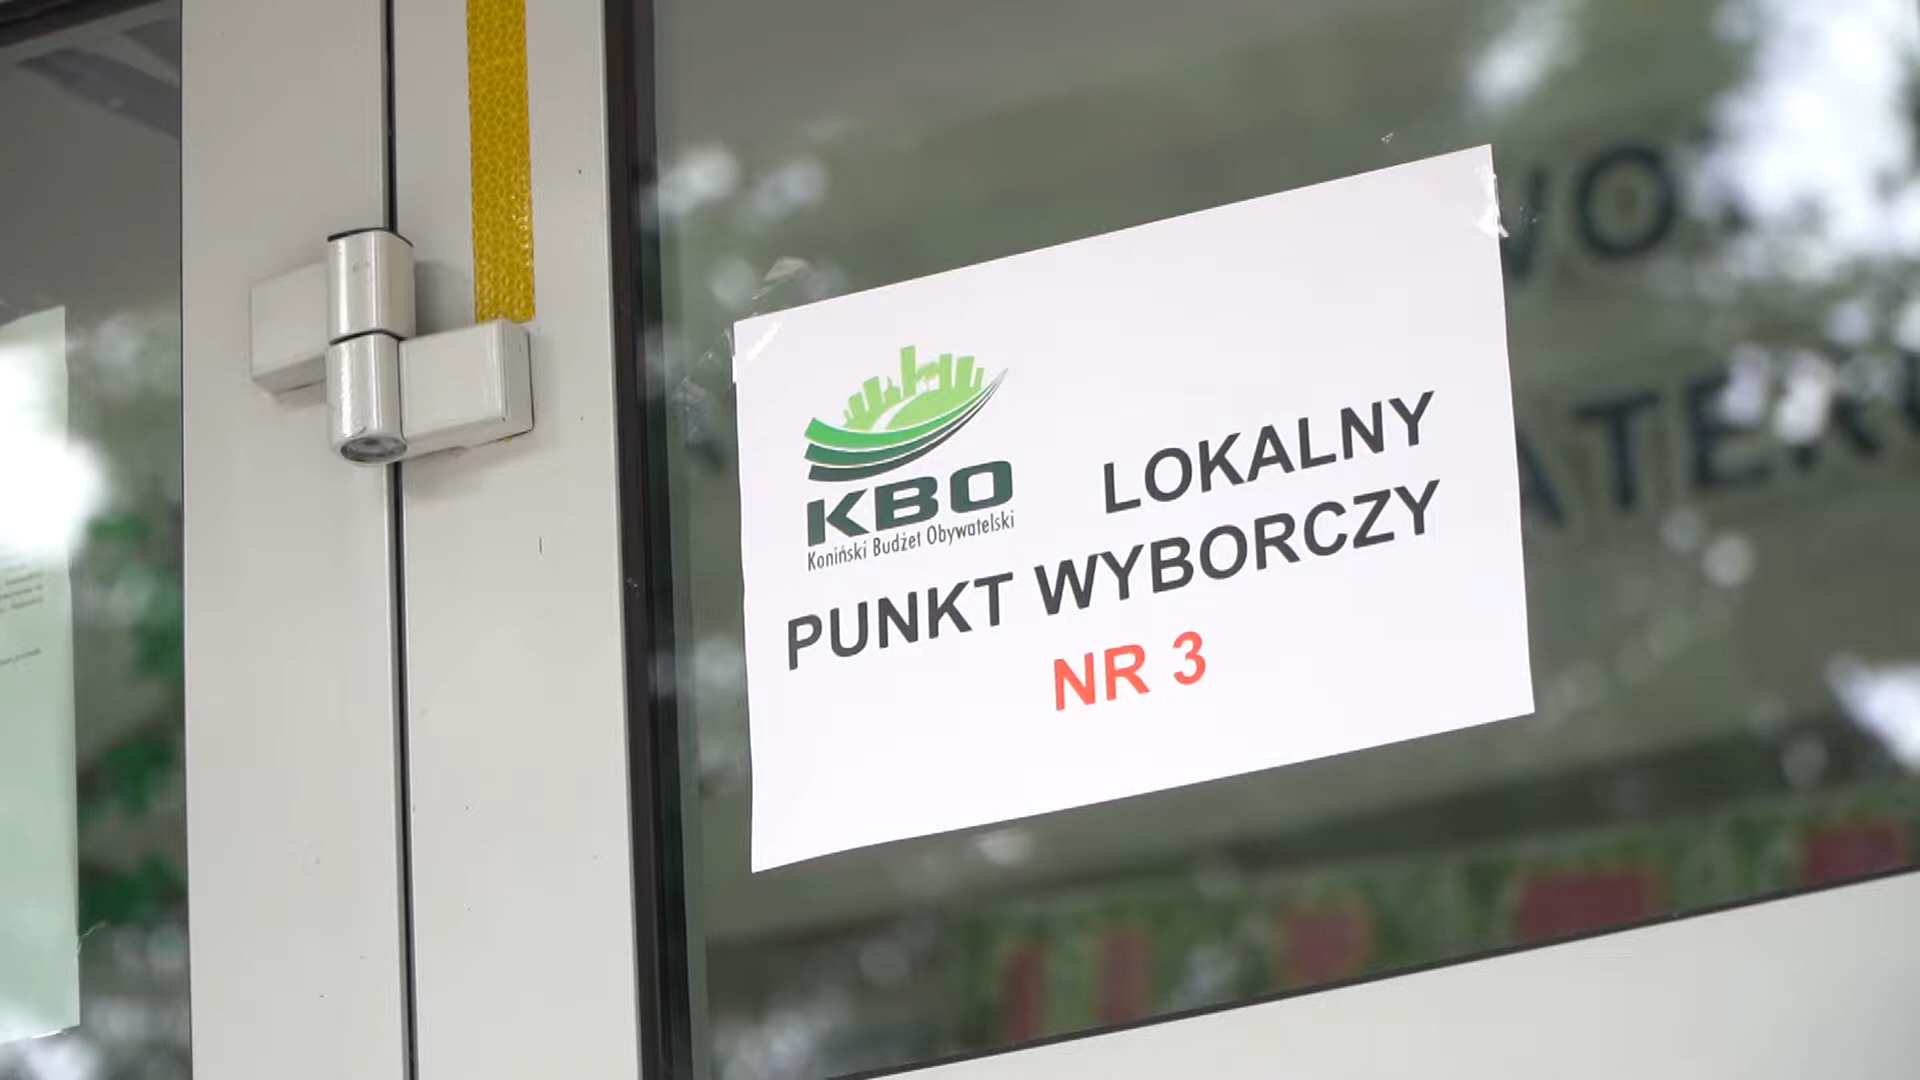 KBO
Koniński Budżet Obywatelski
LOKALNY
PUNKT WYBORCZY
NR 3